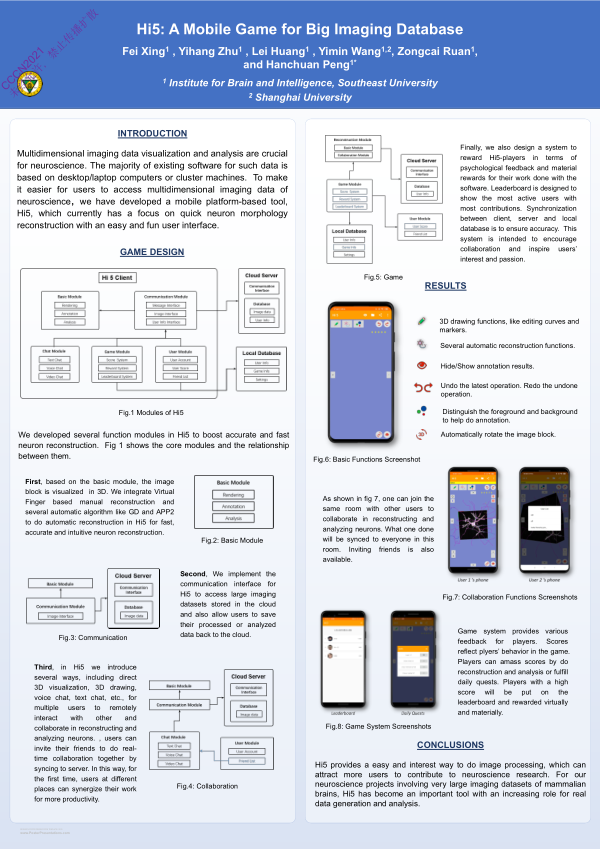 CCCN2021
禁止传播扩散
Hi5: A Mobile Game for Big Imaging Database
Fei Xing1 , Yihang Zhu1 , Lei Huang1 , Yimin Wang1,2, Zongcai Ruan1,
and Hanchuan Peng1*
1 Institute for Brain and Intelligence, Southeast University
2 Shanghai University
INTRODUCTION
Multidimensional imaging data visualization and analysis are crucial
for neuroscience. The majority of existing software for such data is
based on desktop/laptop computers or cluster machines. To make
it easier for users to access multidimensional imaging data of
neuroscience, we have developed a mobile platform-based tool,
Hi5, which currently has a focus on quick neuron morphology
reconstruction with an easy and fun user interface.
GAME DESIGN
Hi 5 Client
Basic Module
Rendering
Annotation
Analysis
Communication Module
Message Interface
Image Interface
User Info Interface
Cloud Server
Communication
Interface
Database
Image data
User Info
Chat Module
Text Chat
Voice Chat
Video Chat
Game Module
Score System
Reward System
Leaderboard System
User Module
User Account
User Score
Friend List
Local Database
User Info
Game Info
Settings
Fig.1 Modules of Hi5
We developed several function modules in Hi5 to boost accurate and fast
neuron reconstruction. Fig 1 shows the core modules and the relationship
between them.
First, based on the basic module, the image
block is visualized in 3D. We integrate Virtual
Finger based manual reconstruction and
several automatic algorithm like GD and APP2
to do automatic reconstruction in Hi5 for fast,
accurate and intuitive neuron reconstruction.
Basic Module
Rendering
Annotation
Analysis
Fig.2: Basic Module
Basic Module
Communication Module
Image Interface
Cloud Server
Communication
Interface
Database
Image data
Fig.3: Communication
Second, We implement the
communication interface for
Hi5 to access large imaging
datasets stored in the cloud
and also allow users to save
their processed or analyzed
data back to the cloud.
Third, in Hi5 we introduce
several ways, including direct
3D visualization, 3D drawing,
voice chat, text chat, etc., for
multiple users to remotely
interact with other and
collaborate in reconstructing and
analyzing neurons. , users can
invite their friends to do real-
time collaboration together by
syncing to server. In this way, for
the first time, users at different
places can synergize their work
for more productivity.
Basic Module
Communication Module
Cloud Server
Communication
Interface
Database
Image data
Chat Module
Text Chat
Voice Chat
Video Chat
User Module
User Account
Friend List
Fig.4: Collaboration
Reconstruction Module
Basic Module
Game Module
Score System
Reward System
Leaderboard System
Cloud Server
Communication
Interface
Database
User Info
User Module
User Score
Friend List
Local Database
User Info
Game Info
Settings
Fig.5: Game
Finally, we also design a system to
reward Hi5-players in terms of
psychological feedback and material
rewards for their work done with the
software. Leaderboard is designed to
show the most active users with
most contributions. Synchronization
between client, server and local
database is to ensure accuracy. This
system is intended to encourage
collaboration and inspire users'
interest and passion.
RESULTS
3D drawing functions, like editing curves and
markers.
Several automatic reconstruction functions.
Hide/Show annotation results.
Undo the latest operation. Redo the undone
operation.
Distinguish the foreground and background
to help do annotation.
Automatically rotate the image block.
Fig.6: Basic Functions Screenshot
As shown in fig 7, one can join the
same room with other users to
collaborate in reconstructing and
analyzing neurons. What one done
will be synced to everyone in this
room. Inviting friends is also
available.
User 1 's phone
User 2 's phone
Fig.7: Collaboration Functions Screenshots
Leaderboard
Daily Quests
Fig.8: Game System Screenshots
Game system provides various
feedback for players. Scores
reflect plyers' behavior in the game.
Players can amass scores by do
reconstruction and analysis or fulfill
daily quests. Players with a high
score will be put on the
leaderboard and rewarded virtually
and materially.
CONCLUSIONS
Hi5 provides a easy and interest way to do image processing, which can
attract more users to contribute to neuroscience research. For our
neuroscience projects involving very large imaging datasets of mammalian
brains, Hi5 has become an important tool with an increasing role for real
data generation and analysis.